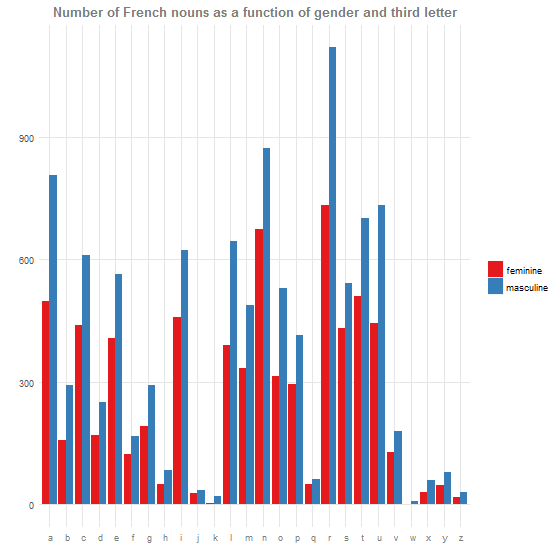 Number of French nouns as a function of gender and third letter
900
600
300
0
feminine
masculine
a b c d e f g h i j k l m n o p q r s t u v w x y z